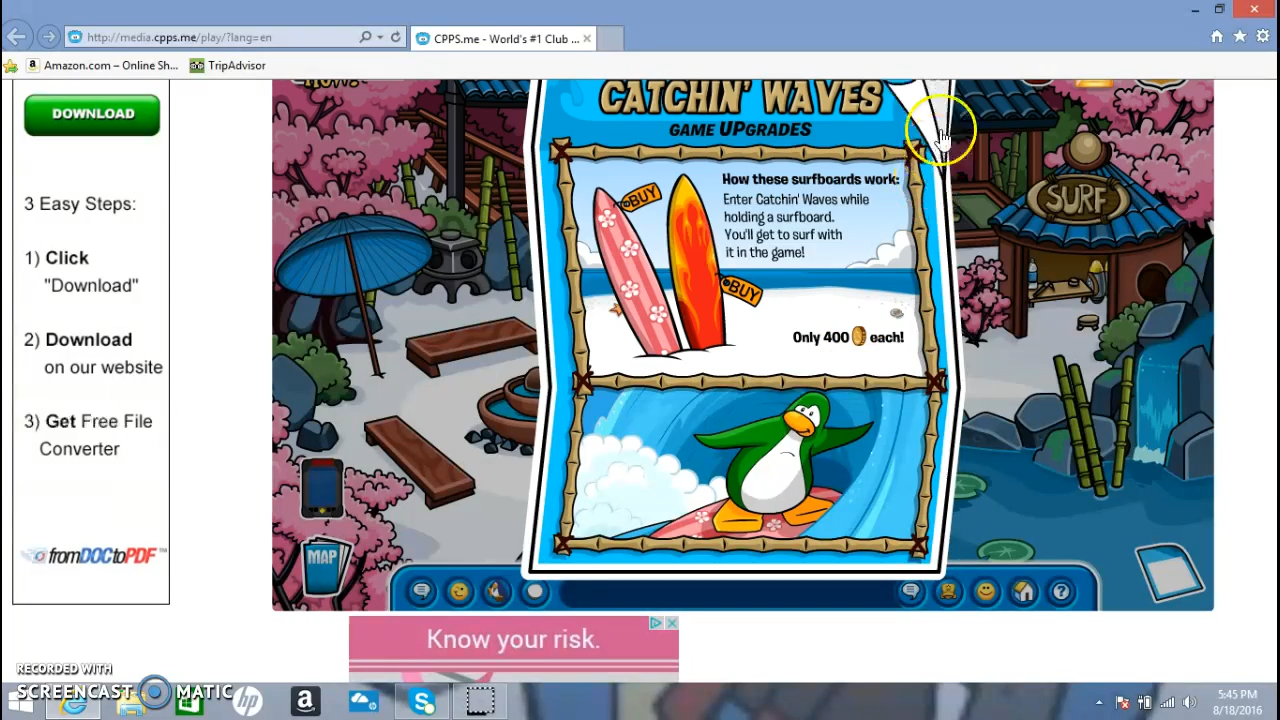 http://media.cpps.me/play/?lang=en
CPPS.me - World's #1 Club ...
Amazon.com – Online Sh...
TripAdvisor
DOWNLOAD
3 Easy Steps:
1) Click
"Download"
2) Download
on our website
3) Get Free File
Converter
fromDOCtoPDF™
CATCHIN' WAVES
GAME UPGRADES
BUY
How these surfboards work:
Enter Catchin' Waves while
holding a surfboard.
You'll get to surf with
it in the game!
BUY
Only 400 each!
SURF
MAP
?
Know your risk.
RECORDED WITH
SCREENCAST MATIC
hp
a
5:45 PM
8/18/2016